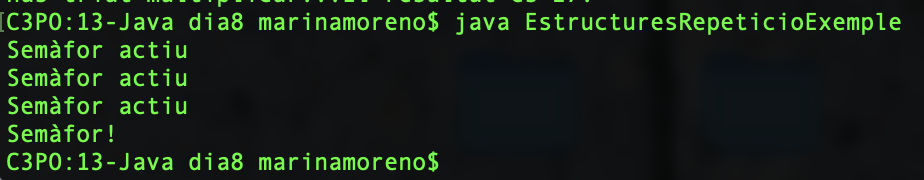 C3PO:13-Java dia8 marinamoreno$ java EstructuresRepeticioExemple
Semàfor actiu
Semàfor actiu
Semàfor actiu
Semàfor!
C3PO:13-Java dia8 marinamoreno$